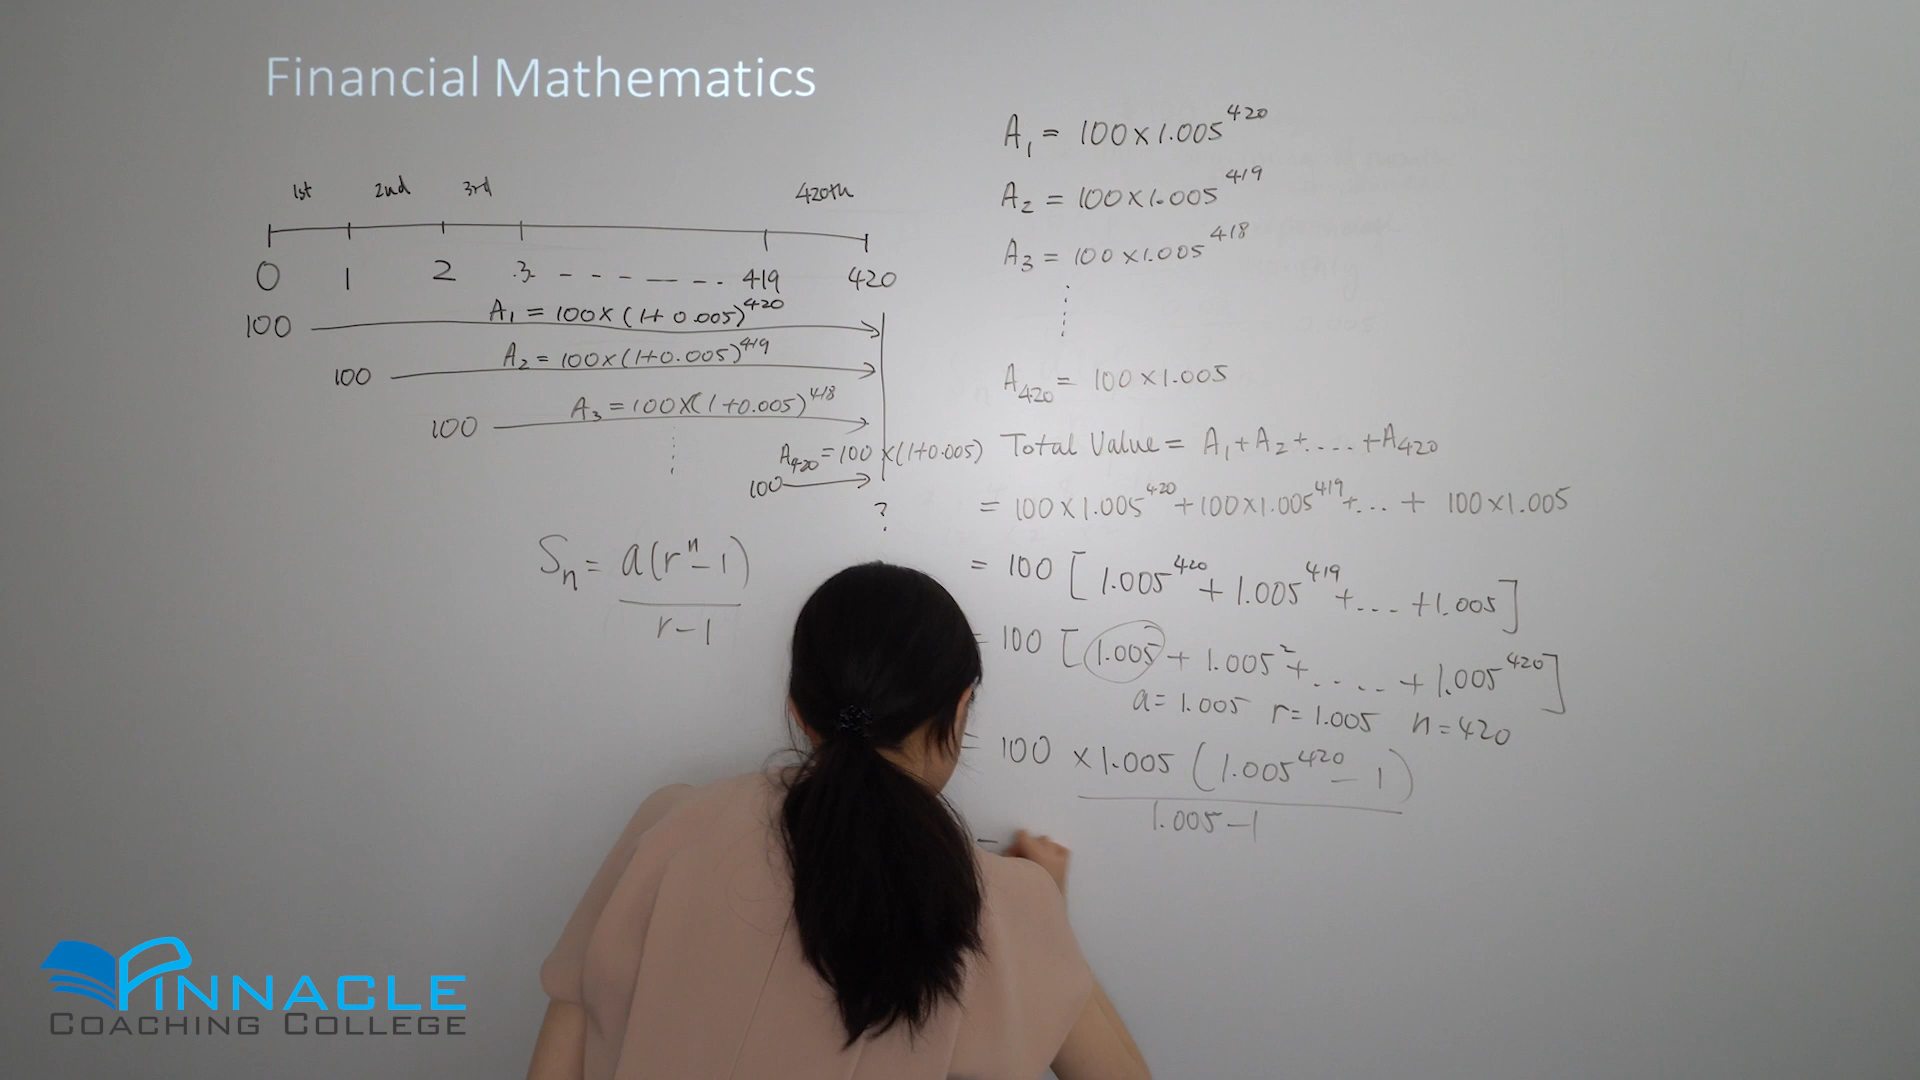 Financial Mathematics
1st 2nd 3rd 420th
0 1 2 3 - - - - - - 419 420
100 A₁ = 100 × (1+0.005)⁴²⁰
100 A₂ = 100×(1+0.005)⁴¹⁹
100 A₃ = 100×(1+0.005)⁴¹⁸
⋮
A₄₂₀ = 100 ×(1+0.005)
100
?
Sₙ = a(rⁿ-1)
r-1
A₁ = 100×1.005⁴²⁰
A₂ = 100×1.005⁴¹⁹
A₃ = 100×1.005⁴¹⁸
⋮
A₄₂₀ = 100×1.005
Total Value = A₁+A₂+....+A₄₂₀
= 100×1.005⁴²⁰+100×1.005⁴¹⁹+...+ 100×1.005
= 100 [1.005⁴²⁰+1.005⁴¹⁹+...+1.005]
= 100 [1.005+1.005²+....+1.005⁴²⁰]
a=1.005 r=1.005 n=420
= 100 ×1.005 (1.005⁴²⁰-1)
1.005-1
PINNACLE
COACHING COLLEGE